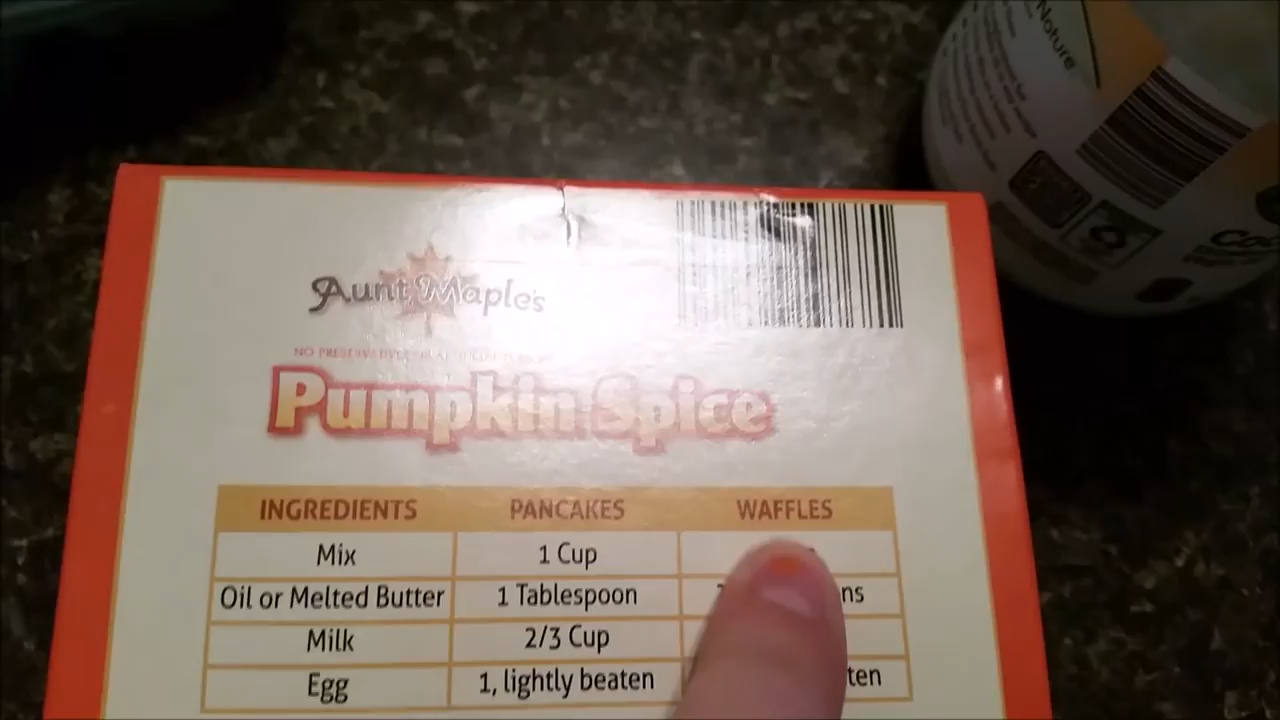 Nature
Aunt Maple's
NO PRESERVATIVES
Pumpkin Spice
INGREDIENTS PANCAKES WAFFLES
Mix 1 Cup
Oil or Melted Butter 1 Tablespoon
Milk 2/3 Cup
Egg 1, lightly beaten